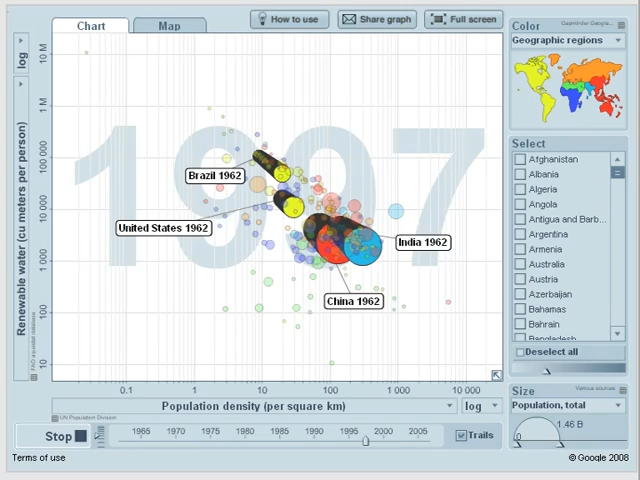 Chart
Map
How to use
Share graph
Full screen
Color
Geographic regions
Select
Afghanistan
Albania
Algeria
Angola
Antigua and Barb...
Argentina
Armenia
Australia
Austria
Azerbaijan
Bahamas
Bahrain
Bangladesh
Deselect all
Size
Various sources
Population, total
0
1.46 B
log
Renewable water (cu meters per person)
10 M
1 M
100 000
10 000
1 000
100
10
1997
Brazil 1962
United States 1962
India 1962
China 1962
0.1
1
10
100
1 000
10 000
Population density (per square km)
log
UN Population Division
Stop
1965
1970
1975
1980
1985
1990
1995
2000
2005
Trails
Terms of use
© Google 2008